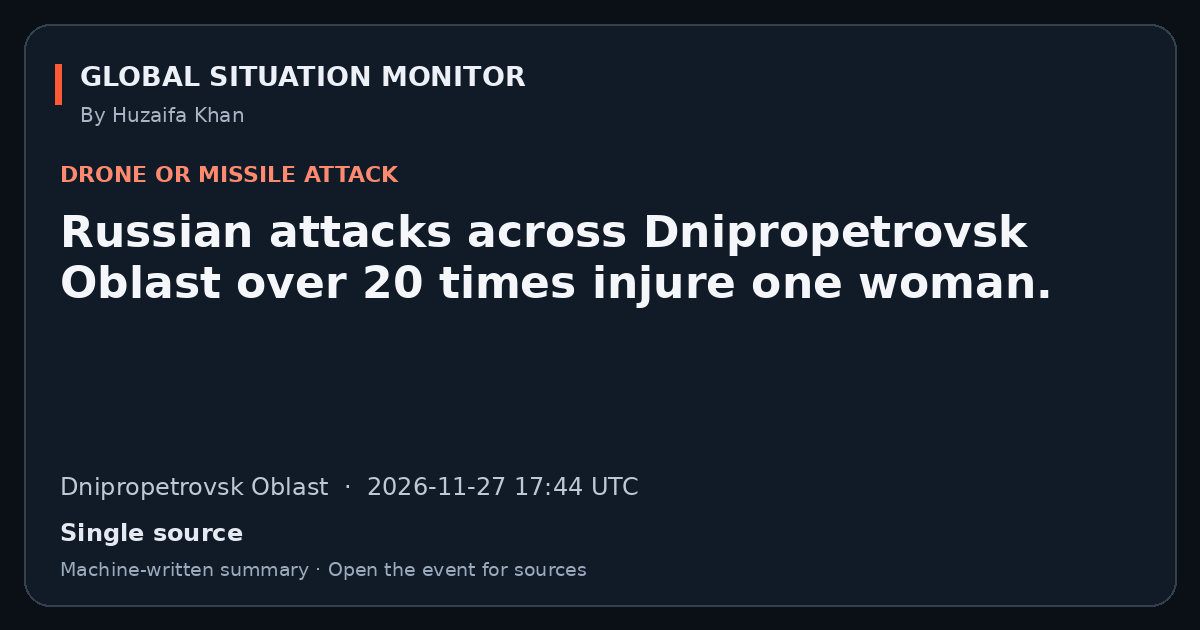 GLOBAL SITUATION MONITOR
By Huzaifa Khan
DRONE OR MISSILE ATTACK
Russian attacks across Dnipropetrovsk
Oblast over 20 times injure one woman.
Dnipropetrovsk Oblast · 2026-11-27 17:44 UTC
Single source
Machine-written summary · Open the event for sources